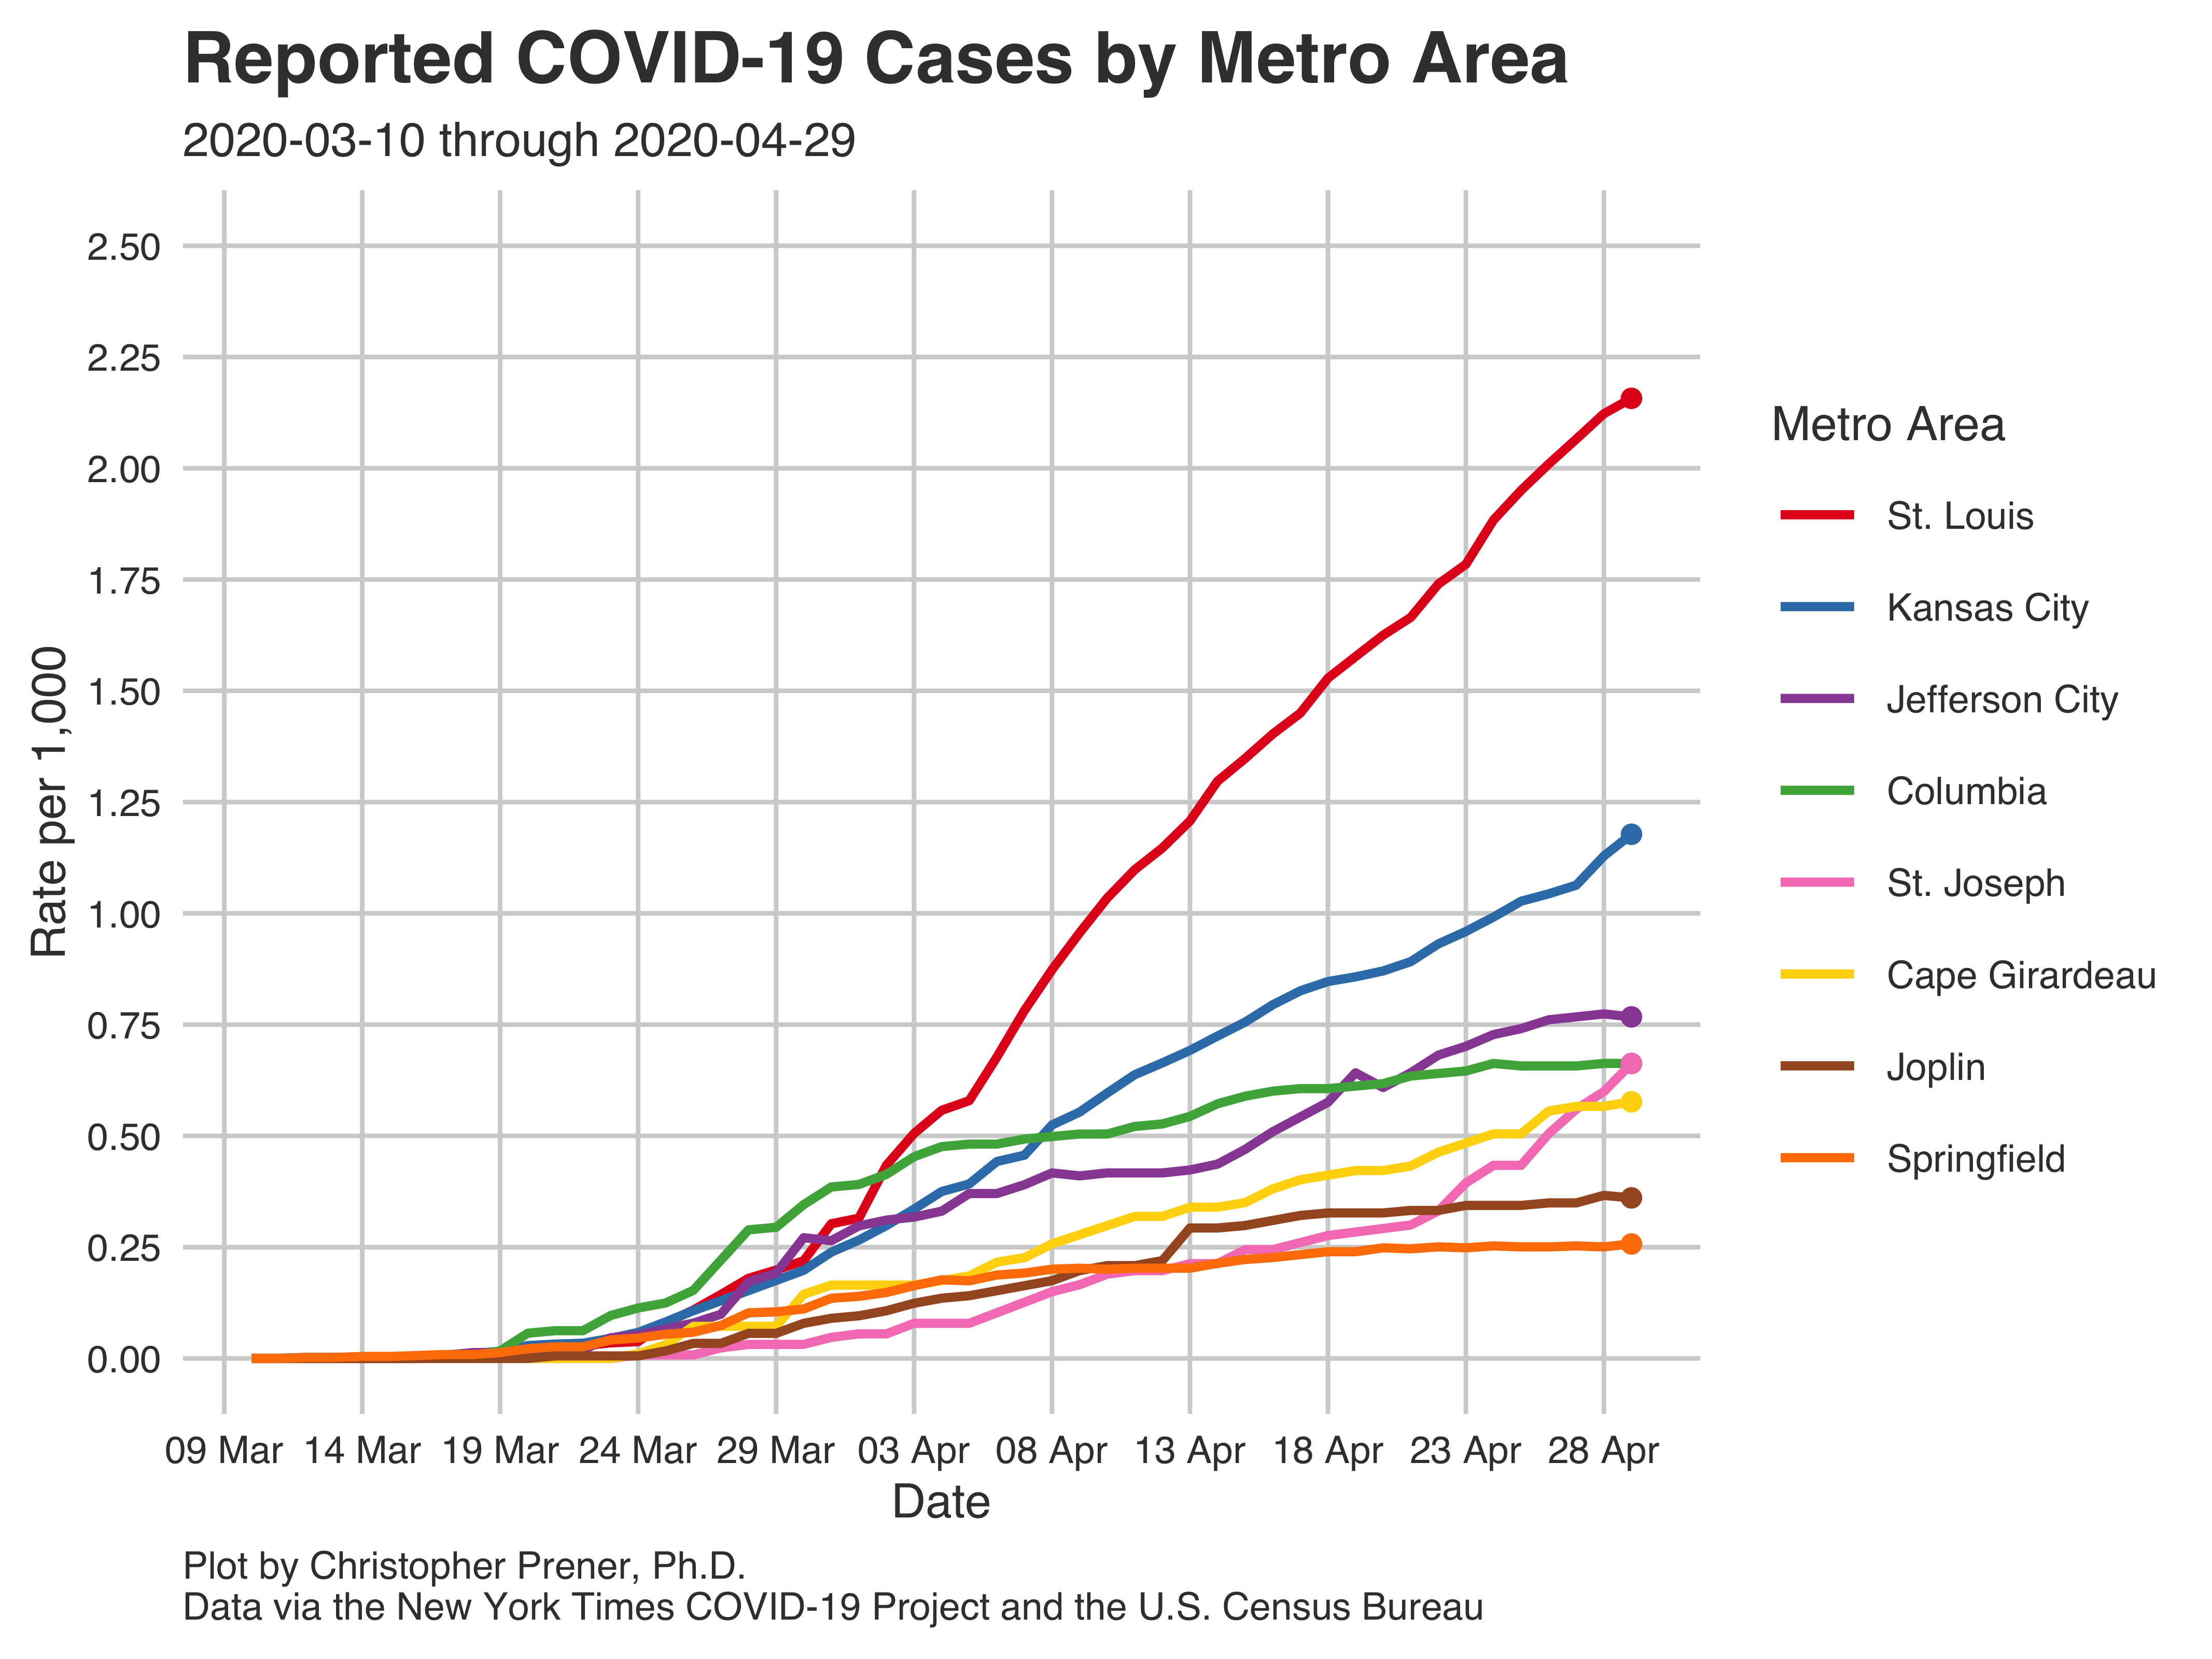 Reported COVID-19 Cases by Metro Area
2020-03-10 through 2020-04-29
2.50
2.25
2.00
1.75
1.50
1.25
1.00
0.75
0.50
0.25
0.00
Rate per 1,000
09 Mar 14 Mar 19 Mar 24 Mar 29 Mar 03 Apr 08 Apr 13 Apr 18 Apr 23 Apr 28 Apr
Date
Metro Area
St. Louis
Kansas City
Jefferson City
Columbia
St. Joseph
Cape Girardeau
Joplin
Springfield
Plot by Christopher Prener, Ph.D.
Data via the New York Times COVID-19 Project and the U.S. Census Bureau